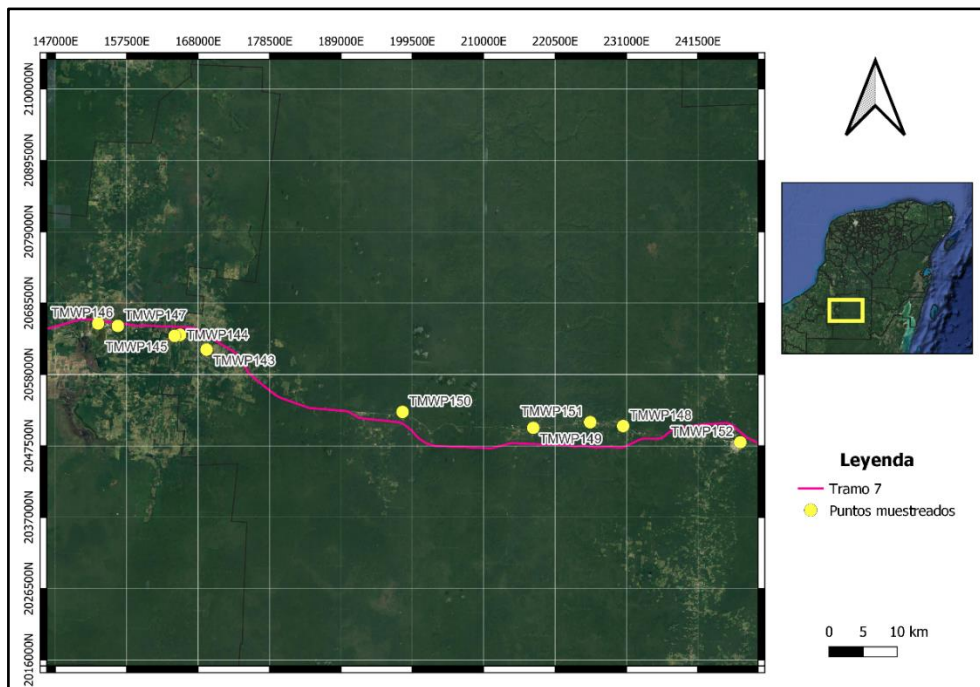 147000E 157500E 168000E 178500E 189000E 199500E 210000E 220500E 231000E 241500E
2100000N
2089500N
2079000N
2068500N
2058000N
2047500N
2037000N
2026500N
2016000N
TMWP146 TMWP147
TMWP145 TMWP144
TMWP143
TMWP150
TMWP151 TMWP148
TMWP149 TMWP152
Leyenda
Tramo 7
Puntos muestreados
0 5 10 km